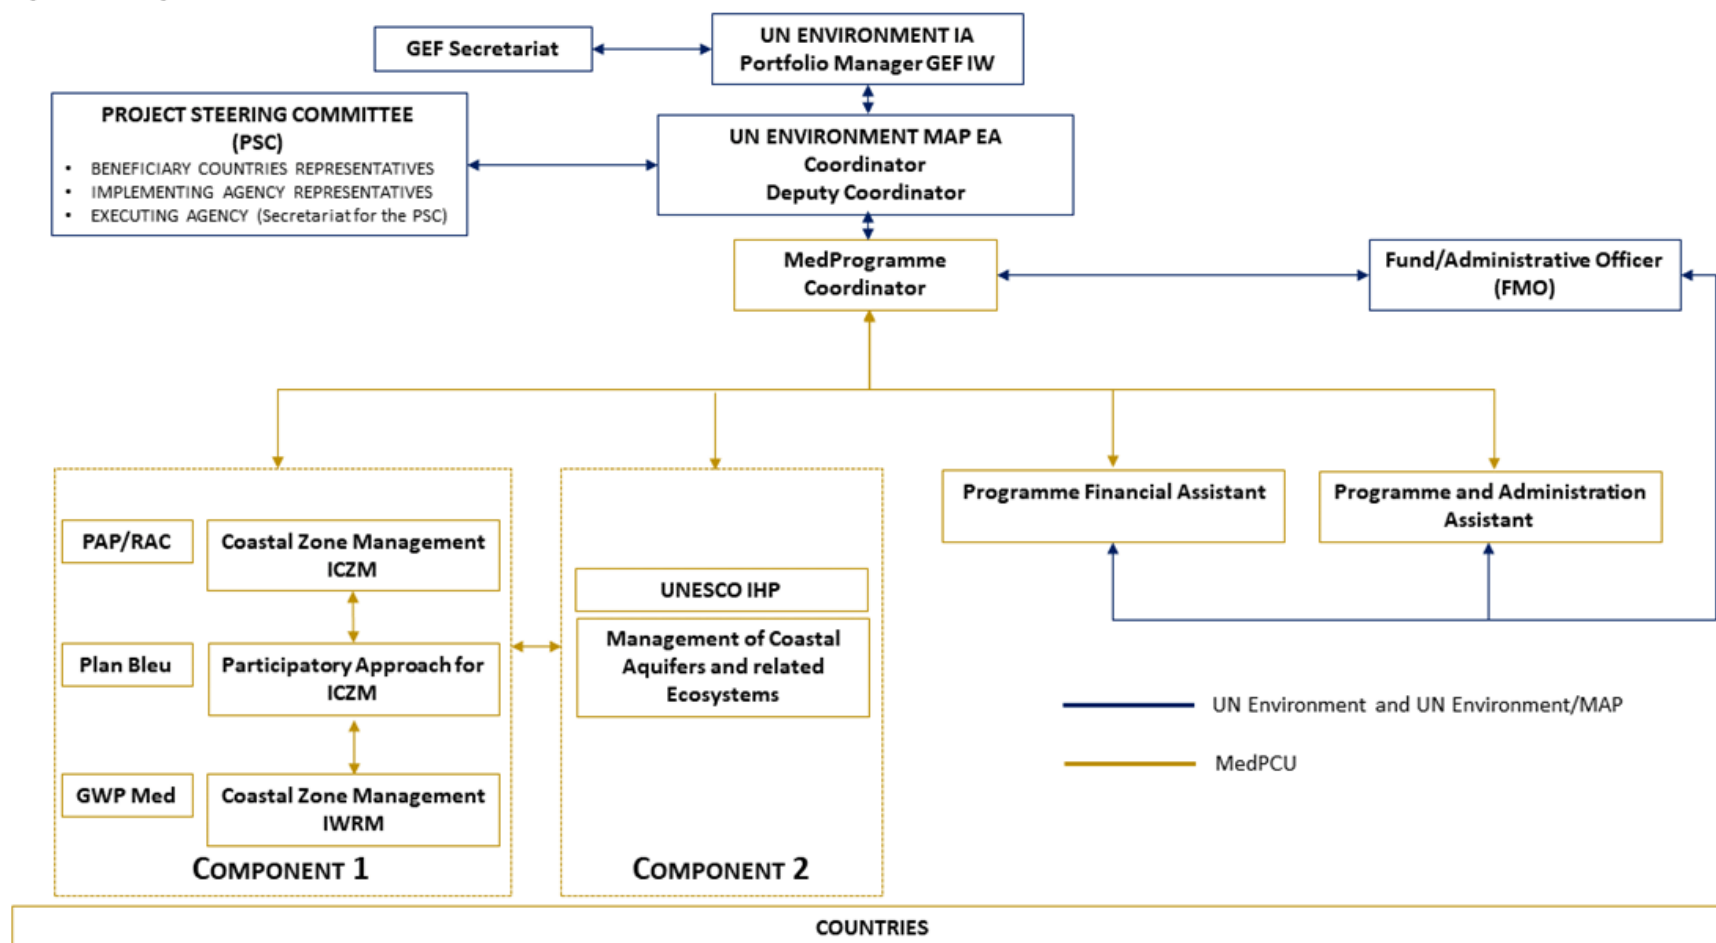 GEF Secretariat
UN ENVIRONMENT IA
Portfolio Manager GEF IW
PROJECT STEERING COMMITTEE
(PSC)
• BENEFICIARY COUNTRIES REPRESENTATIVES
• IMPLEMENTING AGENCY REPRESENTATIVES
• EXECUTING AGENCY (Secretariat for the PSC)
UN ENVIRONMENT MAP EA
Coordinator
Deputy Coordinator
MedProgramme
Coordinator
Fund/Administrative Officer
(FMO)
PAP/RAC
Coastal Zone Management
ICZM
Plan Bleu
Participatory Approach for
ICZM
GWP Med
Coastal Zone Management
IWRM
COMPONENT 1
UNESCO IHP
Management of Coastal
Aquifers and related
Ecosystems
COMPONENT 2
Programme Financial Assistant
Programme and Administration
Assistant
UN Environment and UN Environment/MAP
MedPCU
COUNTRIES